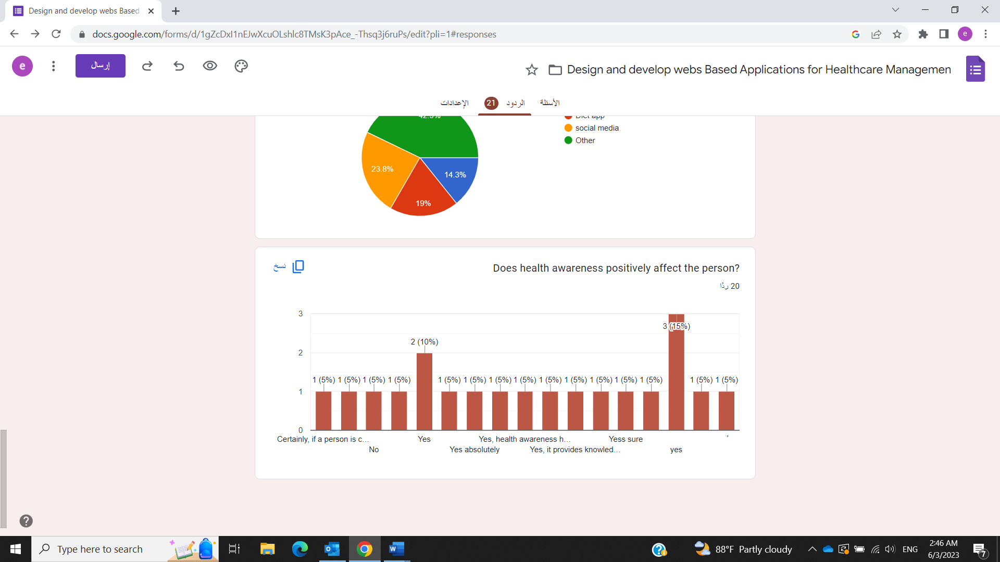 Design and develop webs Based
docs.google.com/forms/d/1gZcDxI1nEJwXcuOLshlc8TMsK3pAce_-Thsq3j6ruPs/edit?pli=1#responses
e
e
إرسال
Design and develop webs Based Applications for Healthcare Managemen
الأسئلة
الردود 21
الإعدادات
42.9%
Diet app
social media
Other
23.8%
14.3%
19%
نسخ
Does health awareness positively affect the person?
20 ردًا
3
2
1
0
3 (15%)
2 (10%)
1 (5%) 1 (5%) 1 (5%) 1 (5%) 1 (5%) 1 (5%) 1 (5%) 1 (5%) 1 (5%) 1 (5%) 1 (5%) 1 (5%) 1 (5%) 1 (5%) 1 (5%)
Certainly, if a person is c... Yes Yes, health awareness h... Yess sure
No Yes absolutely Yes, it provides knowled... yes
Type here to search
88°F Partly cloudy
ENG
2:46 AM
6/3/2023
7